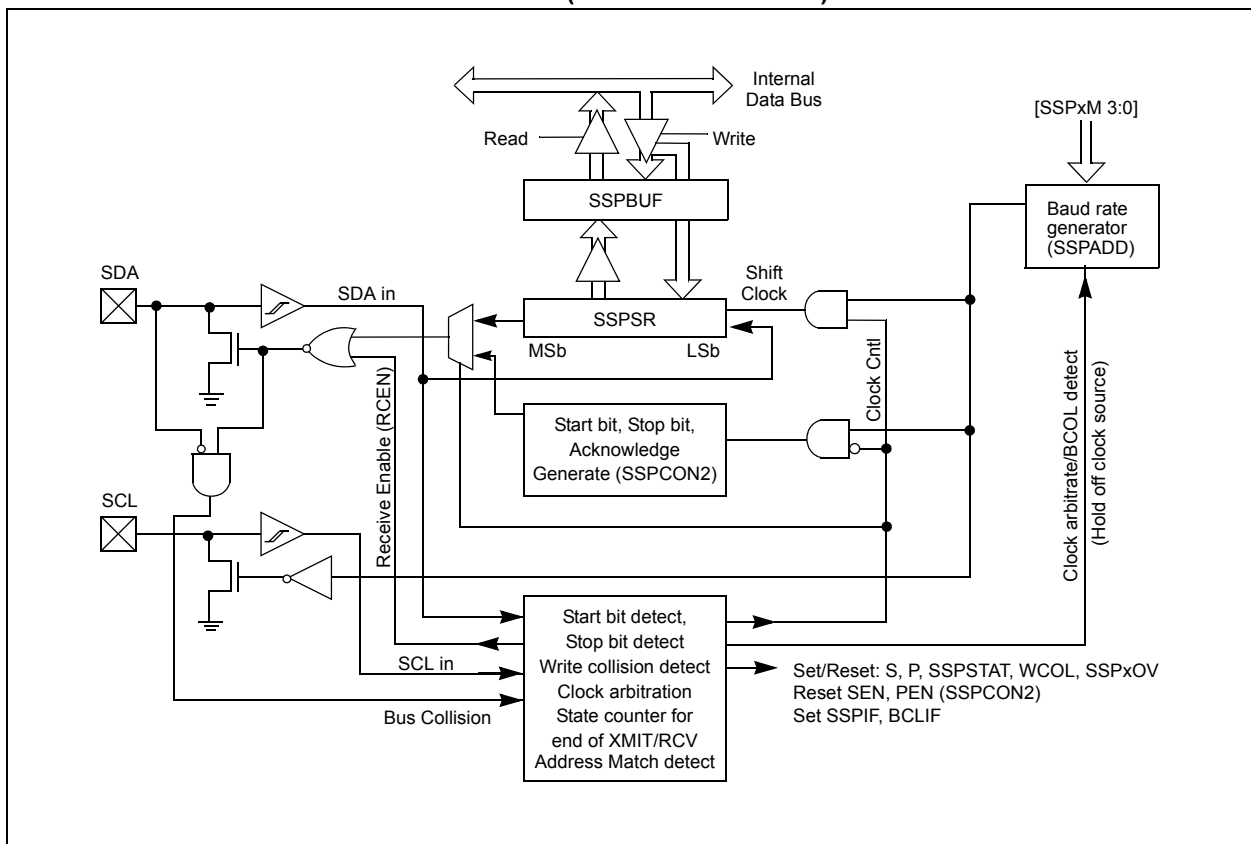 Internal
Data Bus
[SSPxM 3:0]
Read
Write
SSPBUF
Baud rate
generator
(SSPADD)
SDA
SDA in
Shift
Clock
SSPSR
MSb
LSb
Clock Cntl
Receive Enable (RCEN)
Start bit, Stop bit,
Acknowledge
Generate (SSPCON2)
Clock arbitrate/BCOL detect
(Hold off clock source)
SCL
SCL in
Bus Collision
Start bit detect,
Stop bit detect
Write collision detect
Clock arbitration
State counter for
end of XMIT/RCV
Address Match detect
Set/Reset: S, P, SSPSTAT, WCOL, SSPxOV
Reset SEN, PEN (SSPCON2)
Set SSPIF, BCLIF